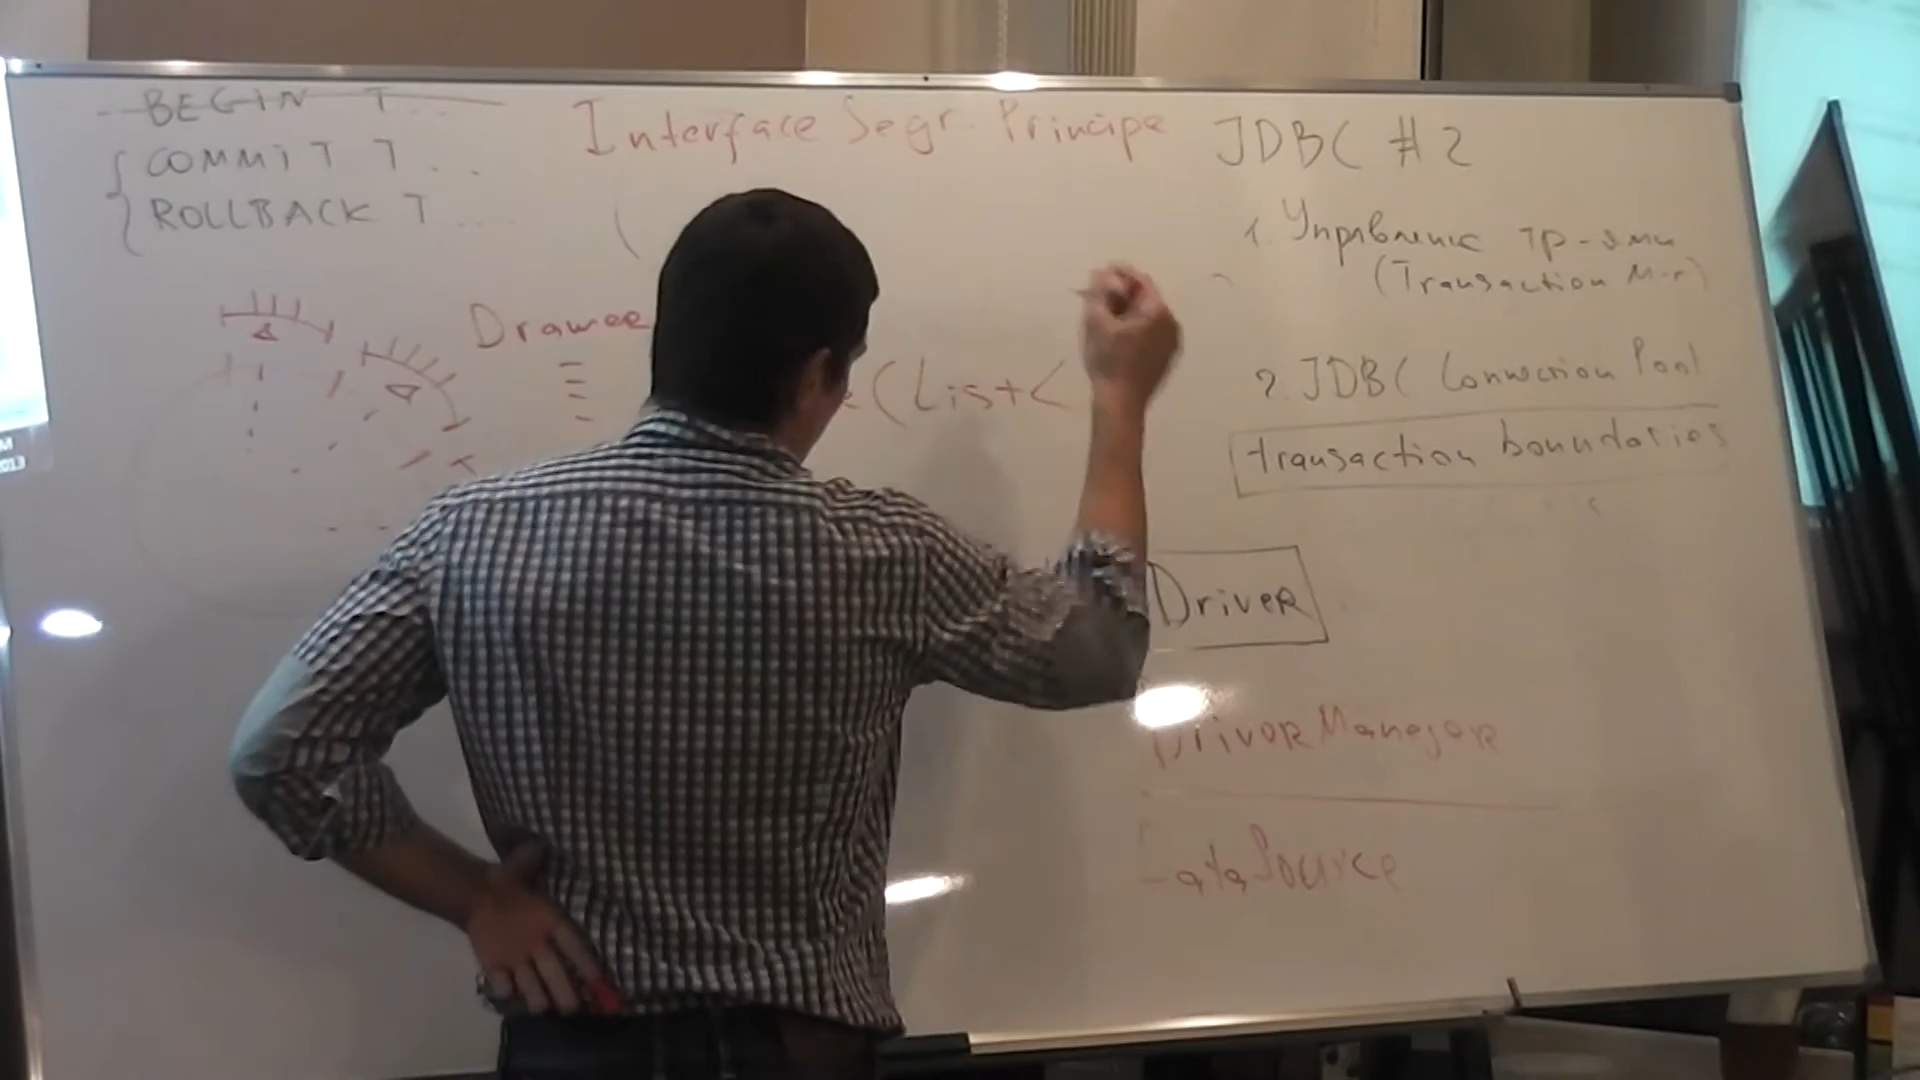 BEGIN T...
COMMIT T...
ROLLBACK T...
Interface Segr. Principe
JDBC #2
1. Управление тр-ями
(Transaction M-r)
2. JDBC Connection Pool
transaction boundaries
Drawer
(List<
Driver
DriverManager
DataSource